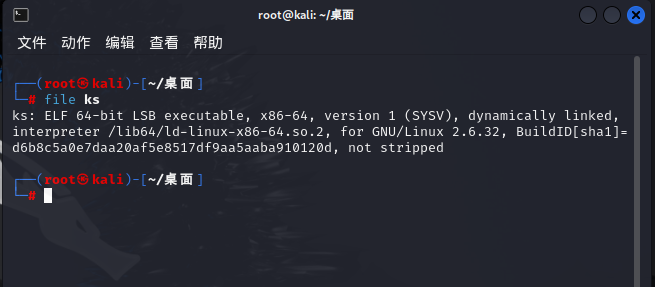 root@kali: ~/桌面
文件 动作 编辑 查看 帮助
┌──(root㉿kali)-[~/桌面]
└─# file ks
ks: ELF 64-bit LSB executable, x86-64, version 1 (SYSV), dynamically linked,
interpreter /lib64/ld-linux-x86-64.so.2, for GNU/Linux 2.6.32, BuildID[sha1]=
d6b8c5a0e7daa20af5e8517df9aa5aaba910120d, not stripped
┌──(root㉿kali)-[~/桌面]
└─#